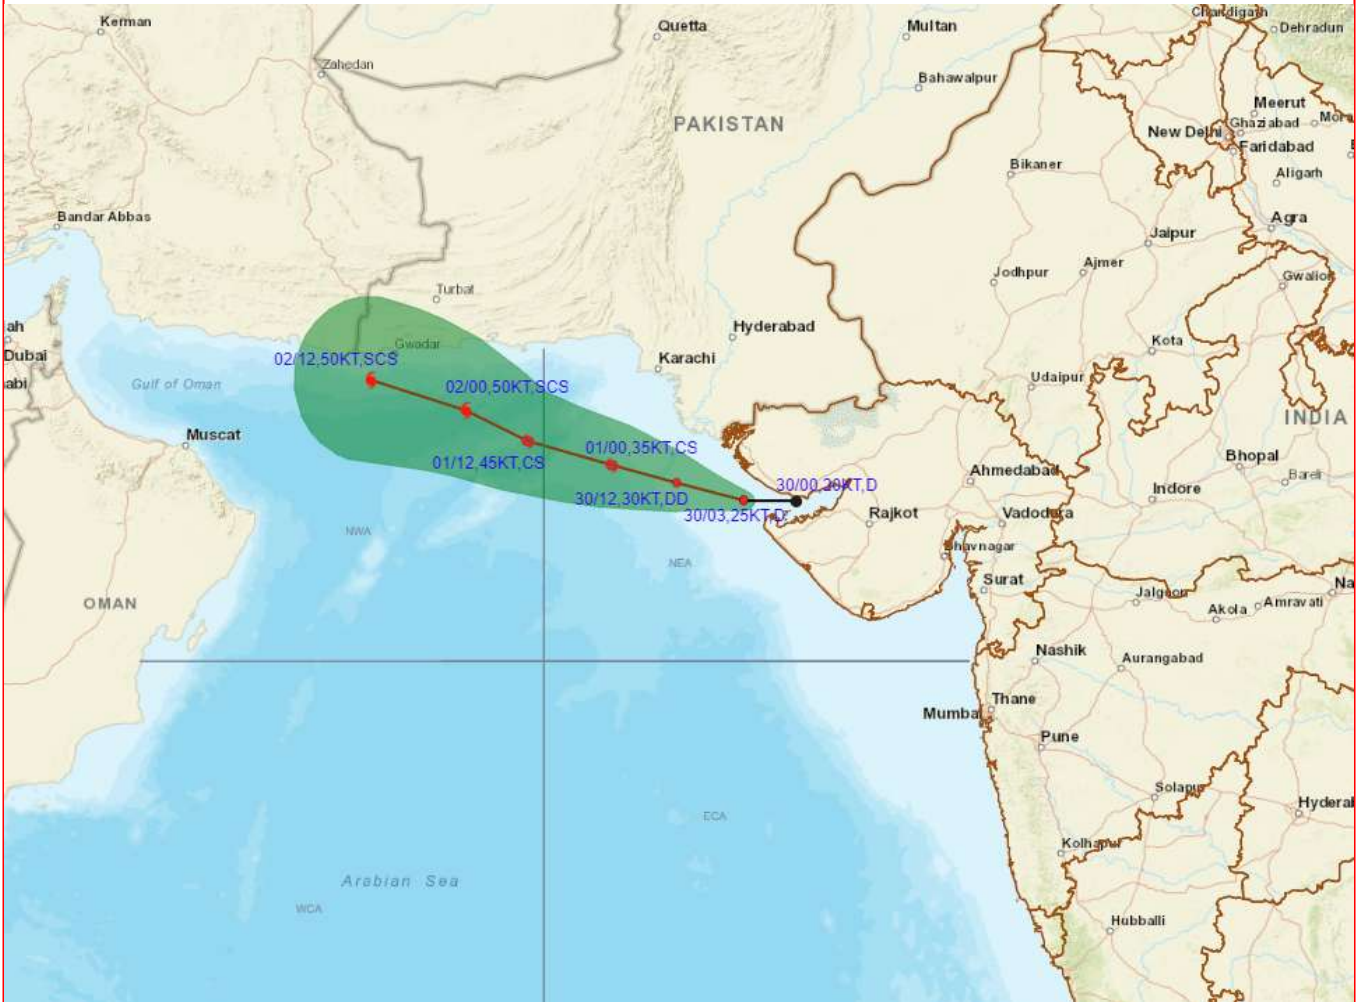 Kerman
Quetta
Multan
Chandigarh
Dehradun
Zahedan
Bahawalpur
Meerut
PAKISTAN
Ghaziabad
New Delhi
Faridabad
Bikaner
Aligarh
Bandar Abbas
Agra
Jaipur
Ajmer
Jodhpur
Gwalior
Turbat
Hyderabad
Gwadar
Kota
Karachi
Dubai
02/12,50KT,SCS
Gulf of Oman
02/00,50KT,SCS
Udaipur
INDIA
Muscat
01/00,35KT,CS
01/12,45KT,CS
Bhopal
Ahmedabad
Bareli
30/00,20KT,D
Indore
30/12,30KT,DD
30/03,25KT,D
Rajkot
Vadodara
NWA
NEA
Bhavnagar
Surat
OMAN
Jalgaon
Akola
Amravati
Nashik
Aurangabad
Thane
Mumbai
Pune
Solapur
ECA
Kolhapur
Arabian Sea
WCA
Hubballi